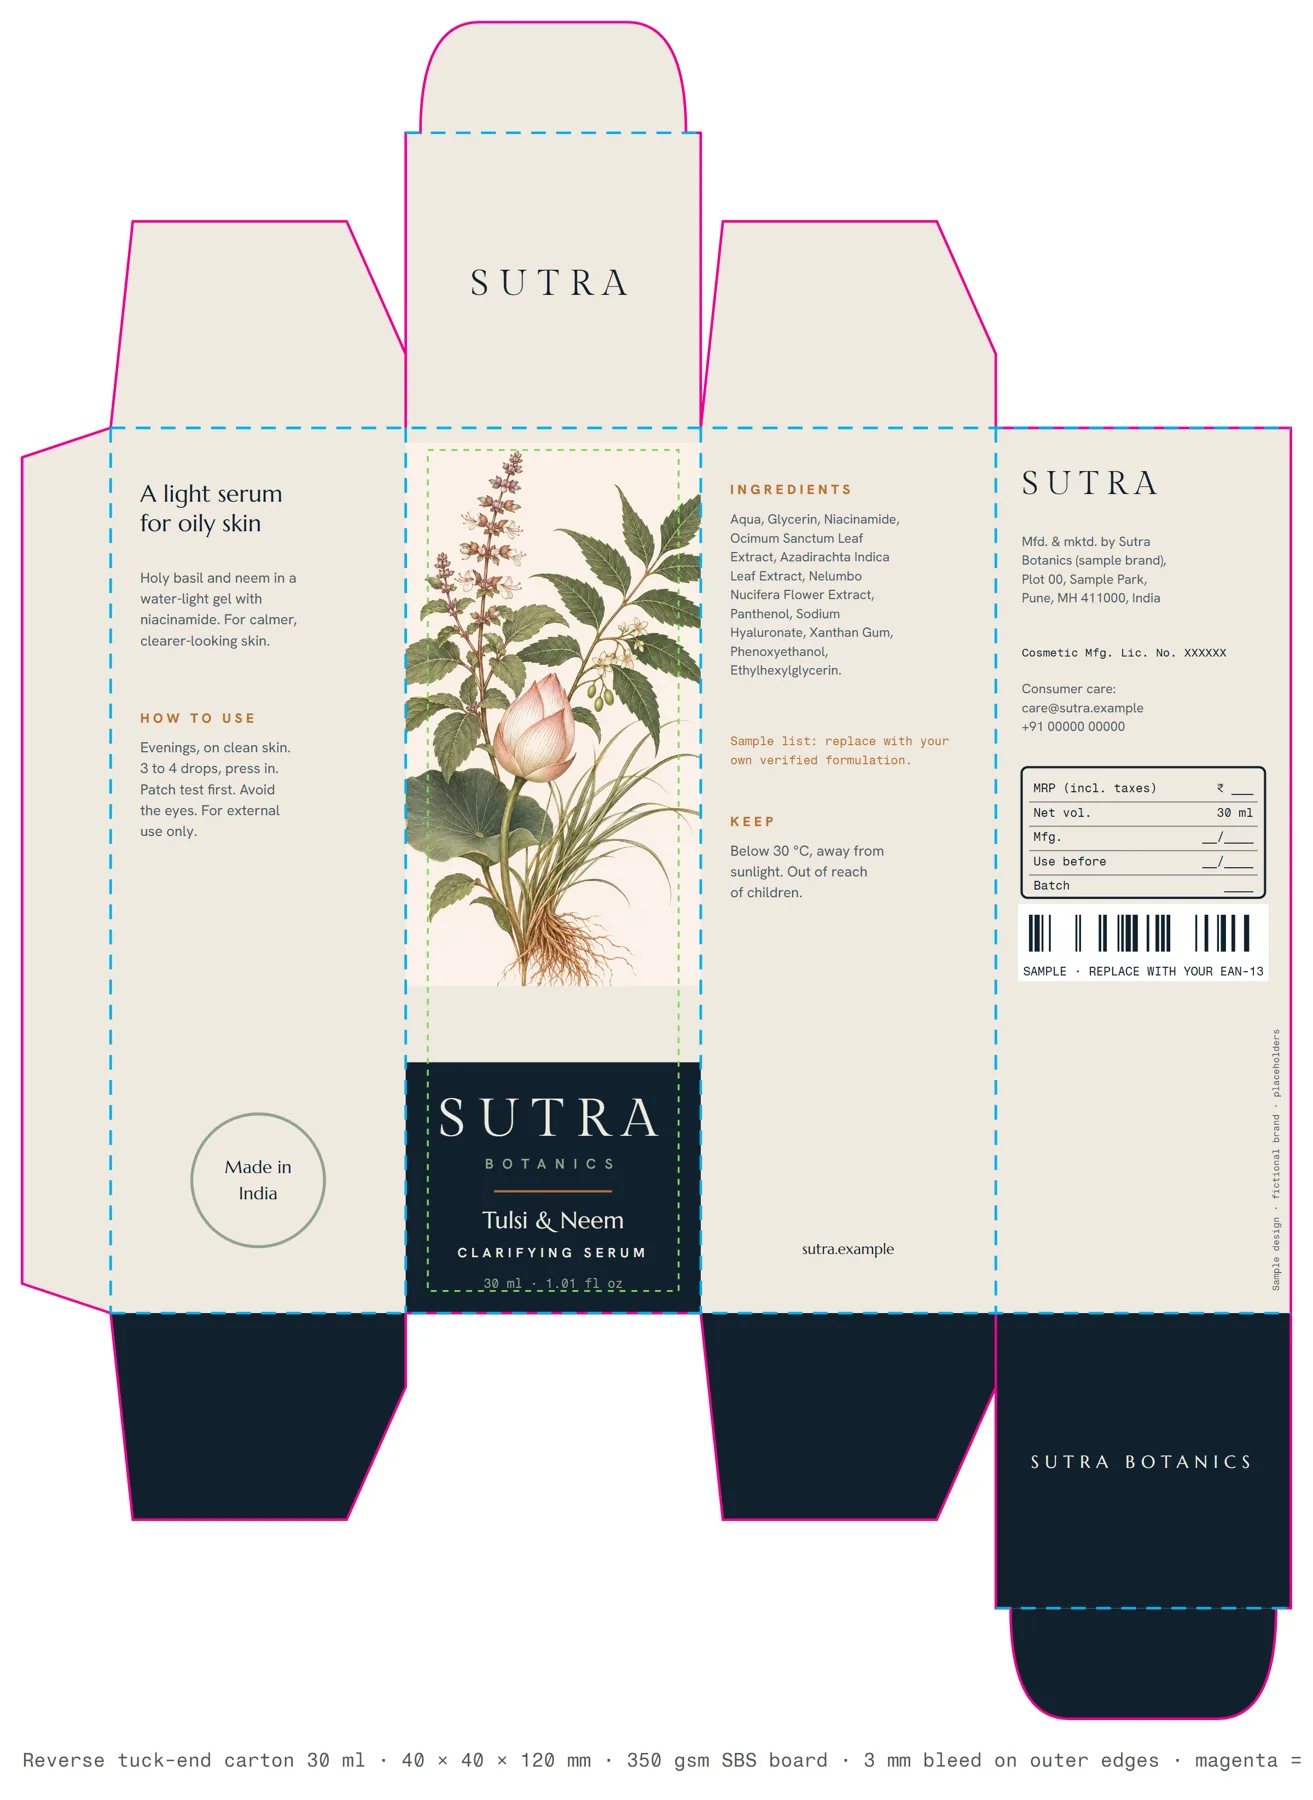 SUTRA
A light serum
for oily skin
Holy basil and neem in a
water-light gel with
niacinamide. For calmer,
clearer-looking skin.
HOW TO USE
Evenings, on clean skin.
3 to 4 drops, press in.
Patch test first. Avoid
the eyes. For external
use only.
Made in
India
SUTRA
BOTANICS
Tulsi & Neem
CLARIFYING SERUM
30 ml · 1.01 fl oz
INGREDIENTS
Aqua, Glycerin, Niacinamide,
Ocimum Sanctum Leaf
Extract, Azadirachta Indica
Leaf Extract, Nelumbo
Nucifera Flower Extract,
Panthenol, Sodium
Hyaluronate, Xanthan Gum,
Phenoxyethanol,
Ethylhexylglycerin.
Sample list: replace with your
own verified formulation.
KEEP
Below 30 °C, away from
sunlight. Out of reach
of children.
sutra.example
SUTRA
Mfd. & mktd. by Sutra
Botanics (sample brand),
Plot 00, Sample Park,
Pune, MH 411000, India
Cosmetic Mfg. Lic. No. XXXXXX
Consumer care:
care@sutra.example
+91 00000 00000
MRP (incl. taxes) ₹ ___
Net vol. 30 ml
Mfg. __/____
Use before __/____
Batch ____
SAMPLE · REPLACE WITH YOUR EAN-13
Sample design · fictional brand · placeholders
SUTRA BOTANICS
Reverse tuck-end carton 30 ml · 40 × 40 × 120 mm · 350 gsm SBS board · 3 mm bleed on outer edges · magenta =